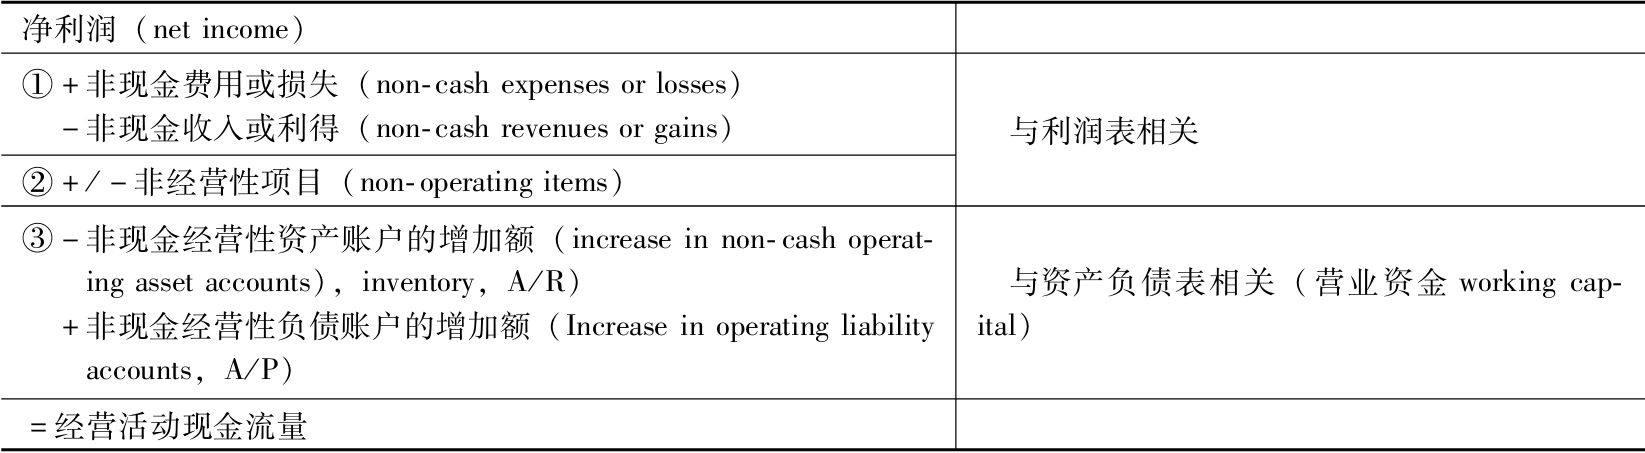 净利润（net income）
①+非现金费用或损失（non-cash expenses or losses）
-非现金收入或利得（non-cash revenues or gains）
与利润表相关
②+/-非经营性项目（non-operating items）
③-非现金经营性资产账户的增加额（increase in non-cash operat-
ing asset accounts），inventory，A/R）
+非现金经营性负债账户的增加额（Increase in operating liability
accounts，A/P）
与资产负债表相关（营业资金 working cap-
ital）
=经营活动现金流量